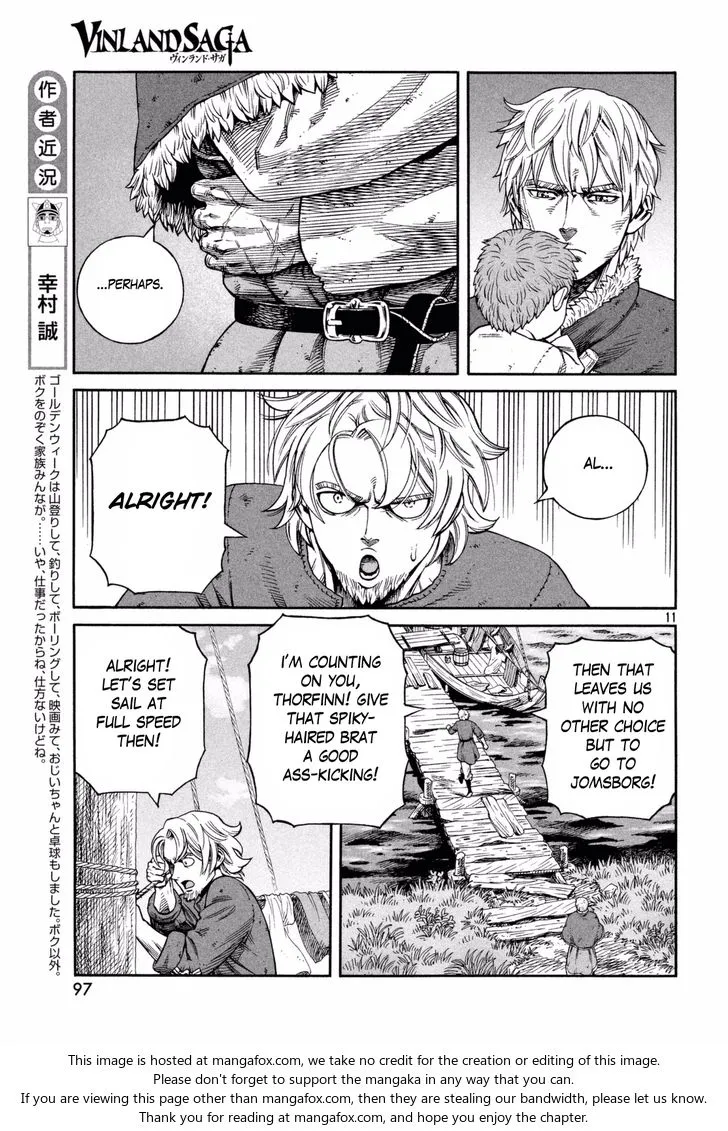 VINLAND SAGA
ヴィンランド・サガ
作者近況
幸村誠
ゴールデンウィークは山登りして、釣りして、ボーリングして、映画みて、おじいちゃんと卓球もしました。ボク以外。
ボクをのぞく家族みんなが。……いや、仕事だったからね、仕方ないけどね。
...PERHAPS.
AL...
ALRIGHT!
11
THEN THAT
LEAVES US
WITH NO
OTHER CHOICE
BUT TO
GO TO
JOMSBORG.
I'M COUNTING
ON YOU,
THORFINN! GIVE
THAT SPIKY-
HAIRED BRAT
A GOOD
ASS-KICKING!
ALRIGHT!
LET'S SET
SAIL AT
FULL SPEED
THEN!
97
This image is hosted at mangafox.com, we take no credit for the creation or editing of this image.
Please don't forget to support the mangaka in any way that you can.
If you are viewing this page other than mangafox.com, then they are stealing our bandwidth, please let us know.
Thank you for reading at mangafox.com, and hope you enjoy the chapter.